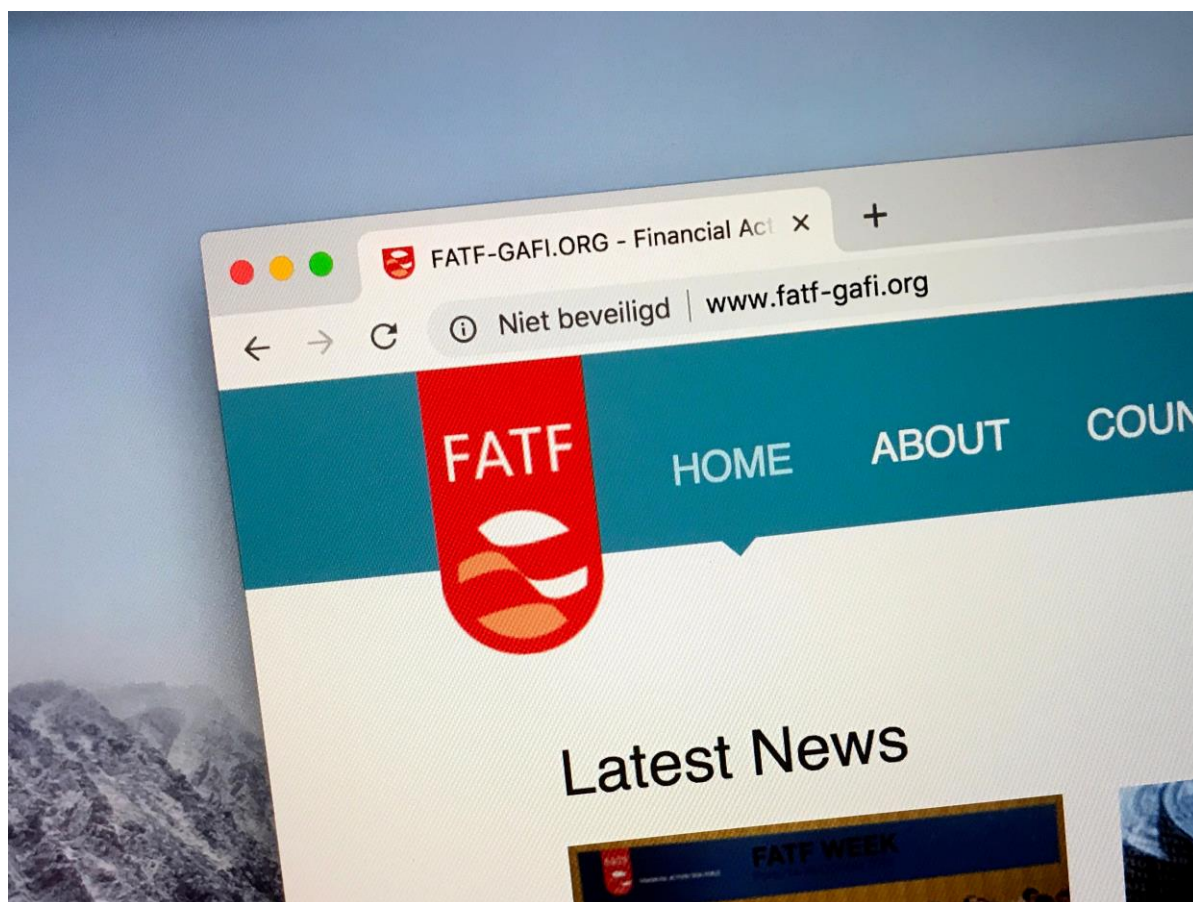 FATF-GAFI.ORG - Financial Act
Niet beveiligd www.fatf-gafi.org
FATF
HOME
ABOUT
COUN
Latest News
FATF
FATF WEEK